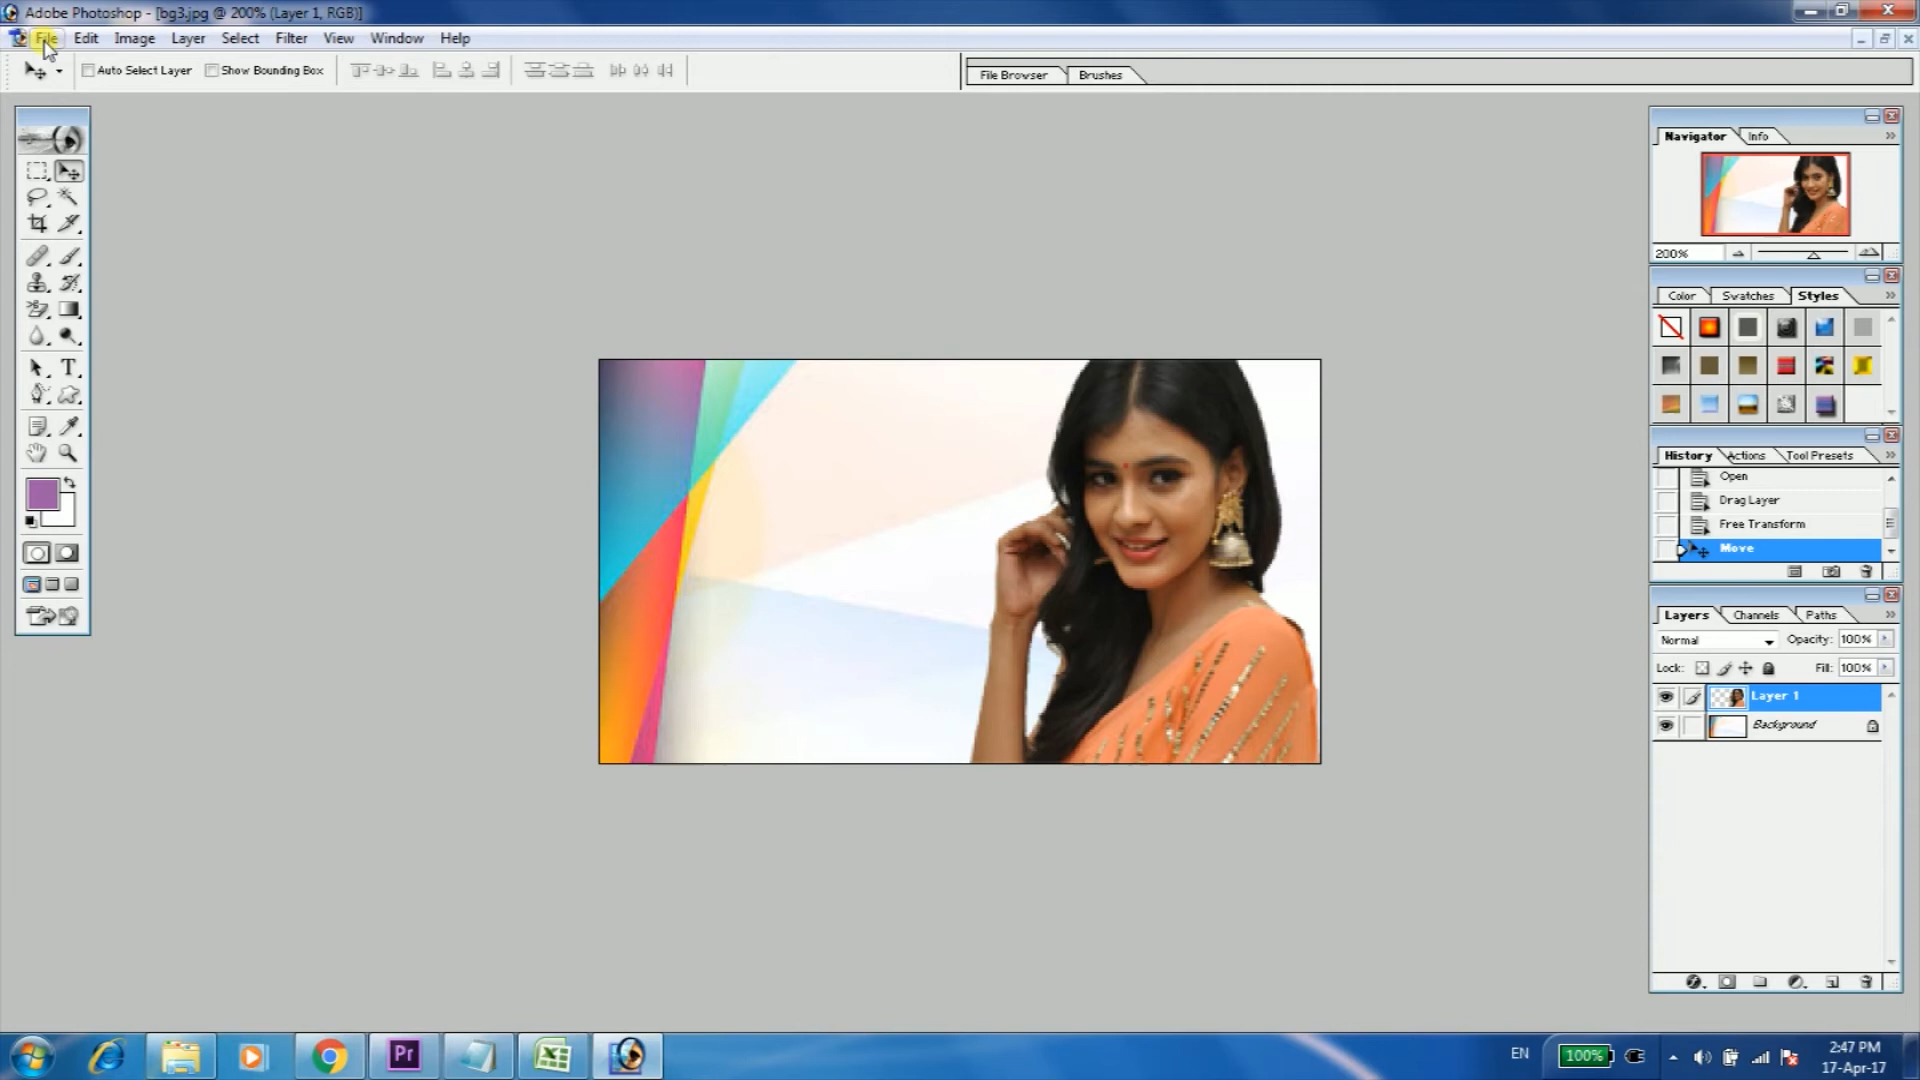 Adobe Photoshop - [bg3.jpg @ 200% (Layer 1, RGB)]
File Edit Image Layer Select Filter View Window Help
Auto Select Layer Show Bounding Box File Browser Brushes
Navigator Info
200%
Color Swatches Styles
History Actions Tool Presets
Open
Drag Layer
Free Transform
Move
Layers Channels Paths
Normal Opacity: 100%
Lock: Fill: 100%
Layer 1
Background
T
Pr
EN 100% 2:47 PM
17-Apr-17